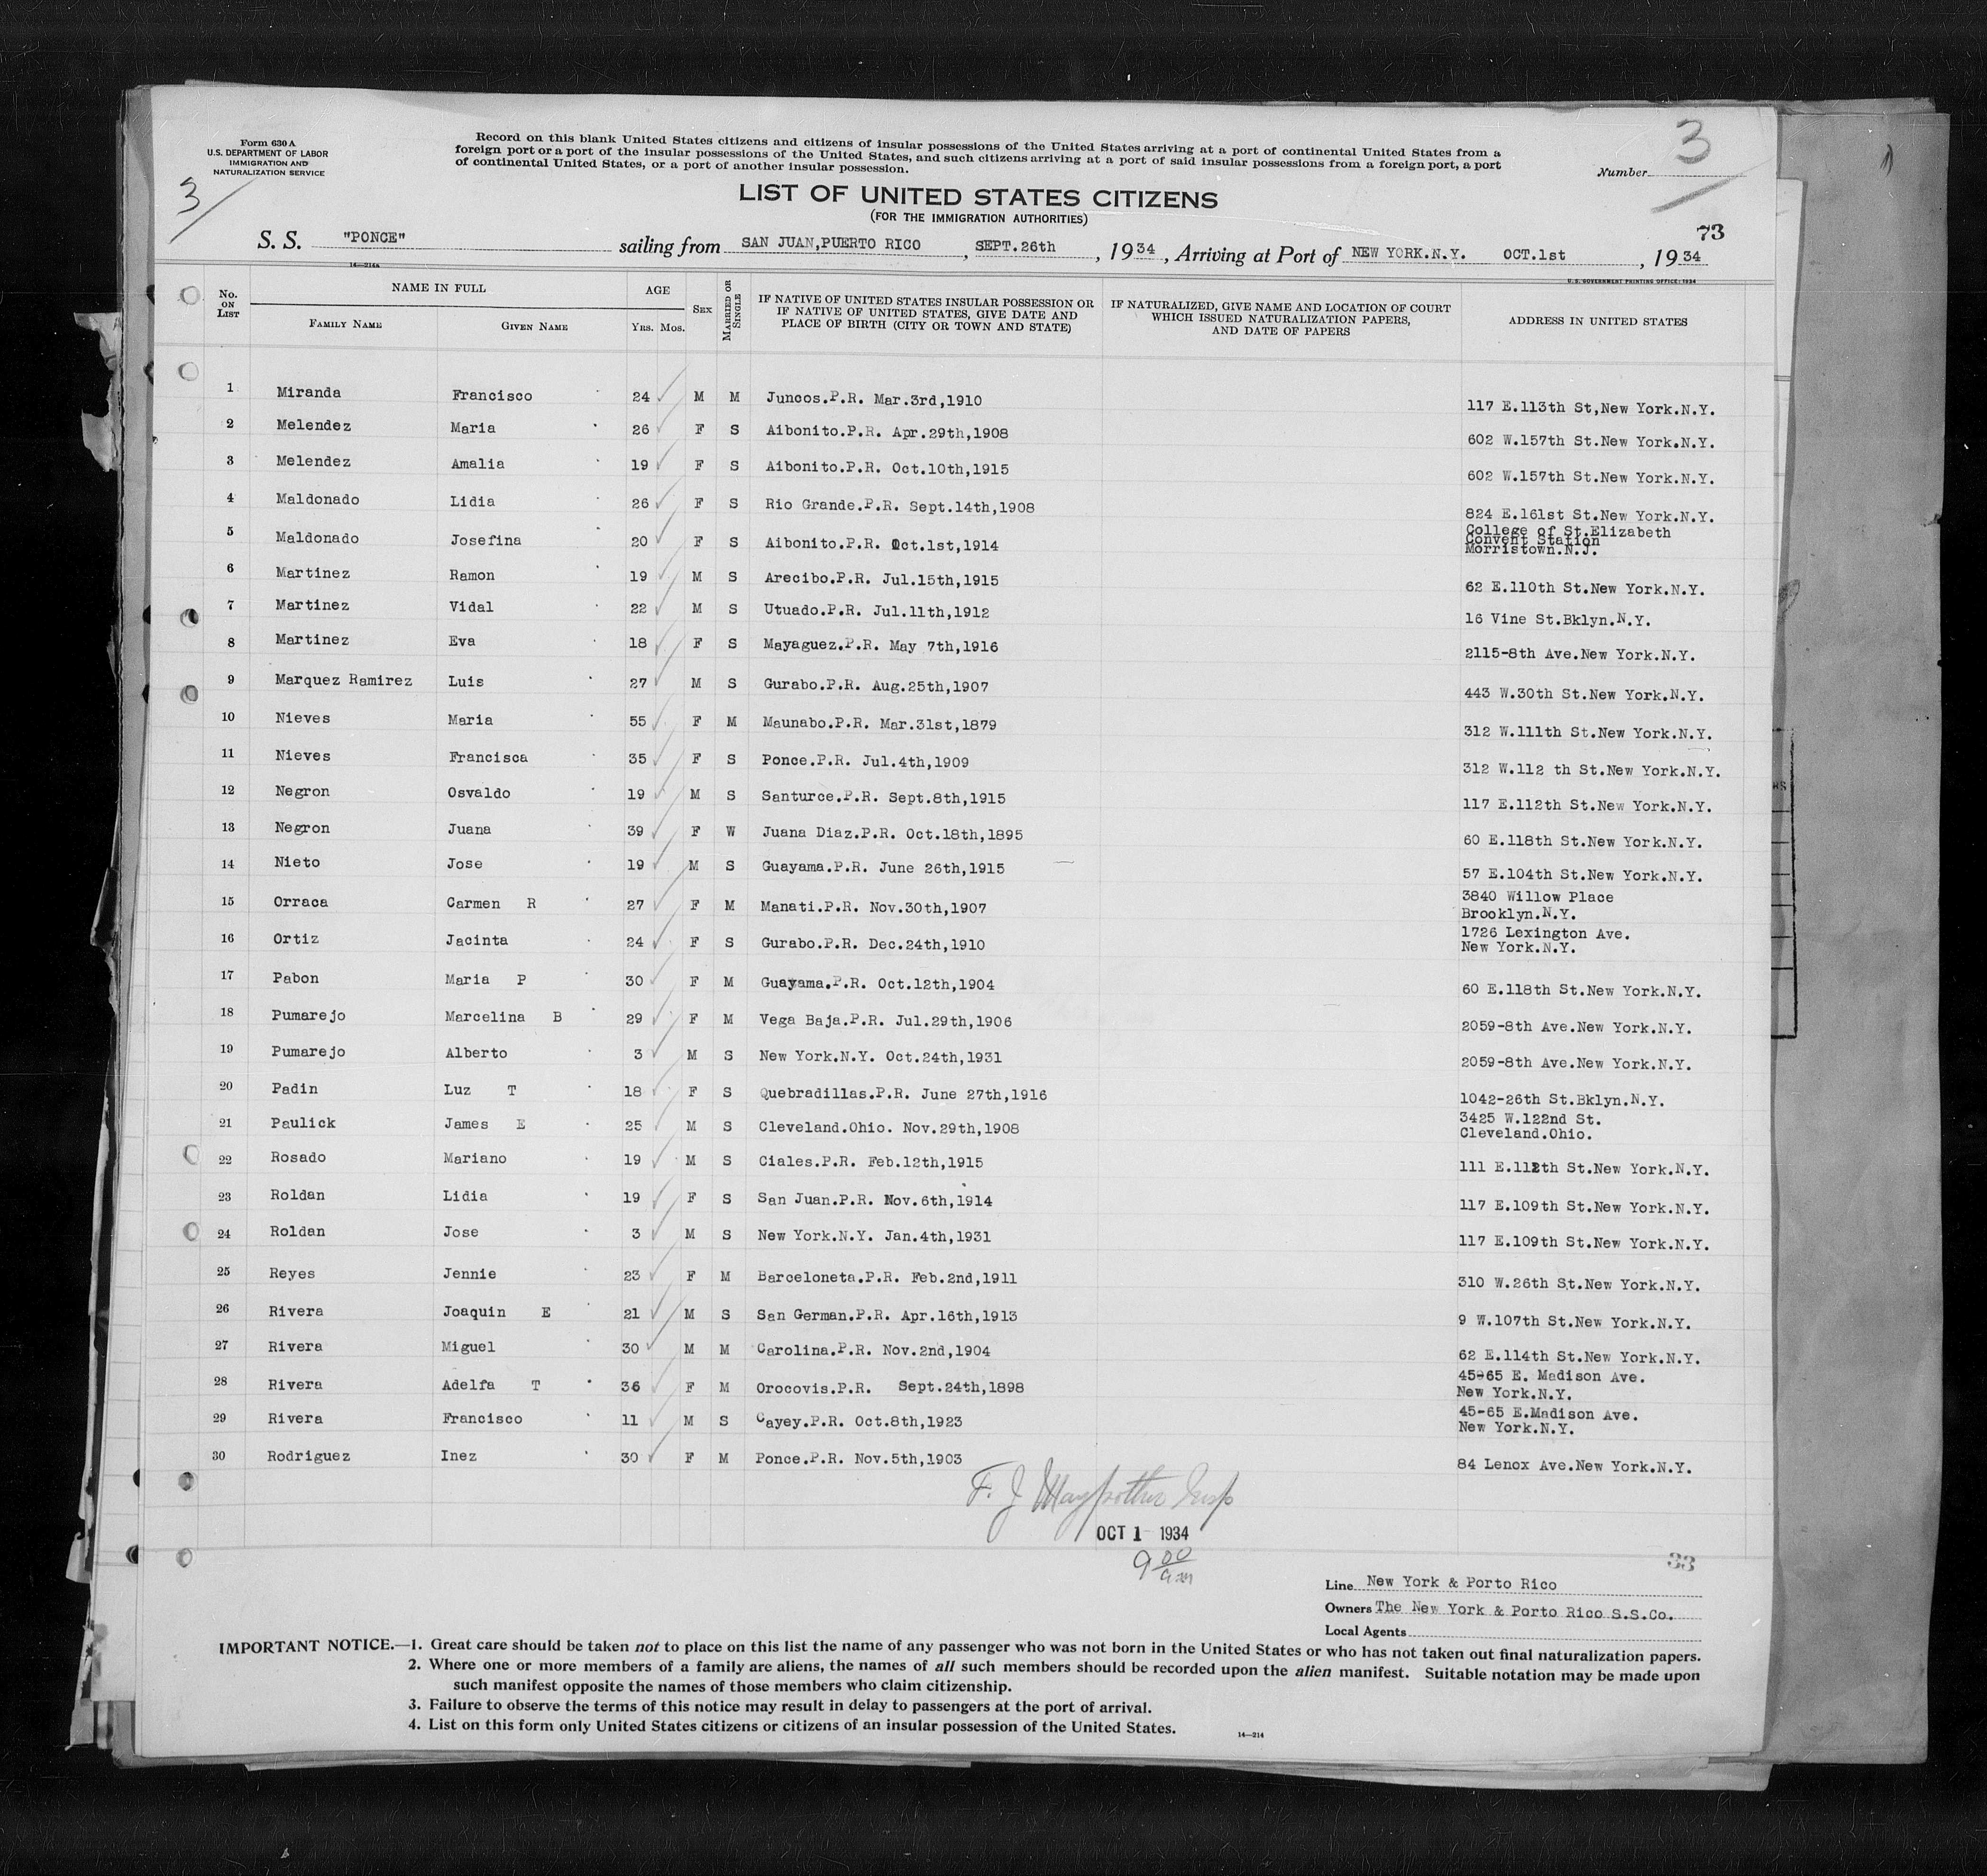 Form 630 A
U.S. DEPARTMENT OF LABOR
IMMIGRATION AND
NATURALIZATION SERVICE
3
Record on this blank United States citizens and citizens of insular possessions of the United States arriving at a port of continental United States from a
foreign port or a port of the insular possessions of the United States, and such citizens arriving at a port of said insular possessions from a foreign port, a port
of continental United States, or a port of another insular possession.
3
Number
LIST OF UNITED STATES CITIZENS
(FOR THE IMMIGRATION AUTHORITIES)
73
S. S. "PONCE" sailing from SAN JUAN,PUERTO RICO , SEPT.26th , 1934 , Arriving at Port of NEW YORK.N.Y. OCT.1st , 1934
14—214a
U. S. GOVERNMENT PRINTING OFFICE: 1934
No. ON LIST NAME IN FULL FAMILY NAME GIVEN NAME AGE YRS. MOS. SEX MARRIED OR SINGLE IF NATIVE OF UNITED STATES INSULAR POSSESSION OR IF NATIVE OF UNITED STATES, GIVE DATE AND PLACE OF BIRTH (CITY OR TOWN AND STATE) IF NATURALIZED, GIVE NAME AND LOCATION OF COURT WHICH ISSUED NATURALIZATION PAPERS, AND DATE OF PAPERS ADDRESS IN UNITED STATES
1 Miranda Francisco 24 M M Juncos.P.R. Mar.3rd,1910 117 E.113th St,New York.N.Y.
2 Melendez Maria 26 F S Aibonito.P.R. Apr.29th,1908 602 W.157th St.New York.N.Y.
3 Melendez Amalia 19 F S Aibonito.P.R. Oct.10th,1915 602 W.157th St.New York.N.Y.
4 Maldonado Lidia 26 F S Rio Grande.P.R. Sept.14th,1908 824 E.161st St.New York.N.Y.
5 Maldonado Josefina 20 F S Aibonito.P.R. Oct.1st,1914 College of St.Elizabeth
Convent Station
Morristown.N.J.
6 Martinez Ramon 19 M S Arecibo.P.R. Jul.15th,1915 62 E.110th St.New York.N.Y.
7 Martinez Vidal 22 M S Utuado.P.R. Jul.11th,1912 16 Vine St.Bklyn.N.Y.
8 Martinez Eva 18 F S Mayaguez.P.R. May 7th,1916 2115-8th Ave.New York.N.Y.
9 Marquez Ramirez Luis 27 M S Gurabo.P.R. Aug.25th,1907 443 W.30th St.New York.N.Y.
10 Nieves Maria 55 F M Maunabo.P.R. Mar.31st,1879 312 W.111th St.New York.N.Y.
11 Nieves Francisca 35 F S Ponce.P.R. Jul.4th,1909 312 W.112 th St.New York.N.Y.
12 Negron Osvaldo 19 M S Santurce.P.R. Sept.8th,1915 117 E.112th St.New York.N.Y.
13 Negron Juana 39 F W Juana Diaz.P.R. Oct.18th,1895 60 E.118th St.New York.N.Y.
14 Nieto Jose 19 M S Guayama.P.R. June 26th,1915 57 E.104th St.New York.N.Y.
15 Orraca Carmen R 27 F M Manati.P.R. Nov.30th,1907 3840 Willow Place
Brooklyn.N.Y.
16 Ortiz Jacinta 24 F S Gurabo.P.R. Dec.24th,1910 1726 Lexington Ave.
New York.N.Y.
17 Pabon Maria P 30 F M Guayama.P.R. Oct.12th,1904 60 E.118th St.New York.N.Y.
18 Pumarejo Marcelina B 29 F M Vega Baja.P.R. Jul.29th,1906 2059-8th Ave.New York.N.Y.
19 Pumarejo Alberto 3 M S New York.N.Y. Oct.24th,1931 2059-8th Ave.New York.N.Y.
20 Padin Luz T 18 F S Quebradillas.P.R. June 27th,1916 1042-26th St.Bklyn.N.Y.
21 Paulick James E 25 M S Cleveland.Ohio. Nov.29th,1908 3425 W.122nd St.
Cleveland.Ohio.
22 Rosado Mariano 19 M S Ciales.P.R. Feb.12th,1915 111 E.112th St.New York.N.Y.
23 Roldan Lidia 19 F S San Juan.P.R. Nov.6th,1914 117 E.109th St.New York.N.Y.
24 Roldan Jose 3 M S New York.N.Y. Jan.4th,1931 117 E.109th St.New York.N.Y.
25 Reyes Jennie 23 F M Barceloneta.P.R. Feb.2nd,1911 310 W.26th St.New York.N.Y.
26 Rivera Joaquin E 21 M S San German.P.R. Apr.16th,1913 9 W.107th St.New York.N.Y.
27 Rivera Miguel 30 M M Carolina.P.R. Nov.2nd,1904 62 E.114th St.New York.N.Y.
28 Rivera Adelfa T 36 F M Orocovis.P.R. Sept.24th,1898 45-65 E. Madison Ave.
New York.N.Y.
29 Rivera Francisco 11 M S Cayey.P.R. Oct.8th,1923 45-65 E.Madison Ave.
New York.N.Y.
30 Rodriguez Inez 30 F M Ponce.P.R. Nov.5th,1903 84 Lenox Ave.New York.N.Y.
F. J Maypother Insp
OCT 1 1934
9 00 am
33
Line New York & Porto Rico
Owners The New York & Porto Rico S.S.Co.
Local Agents
IMPORTANT NOTICE.—1. Great care should be taken not to place on this list the name of any passenger who was not born in the United States or who has not taken out final naturalization papers.
2. Where one or more members of a family are aliens, the names of all such members should be recorded upon the alien manifest. Suitable notation may be made upon
such manifest opposite the names of those members who claim citizenship.
3. Failure to observe the terms of this notice may result in delay to passengers at the port of arrival.
4. List on this form only United States citizens or citizens of an insular possession of the United States.
14—214